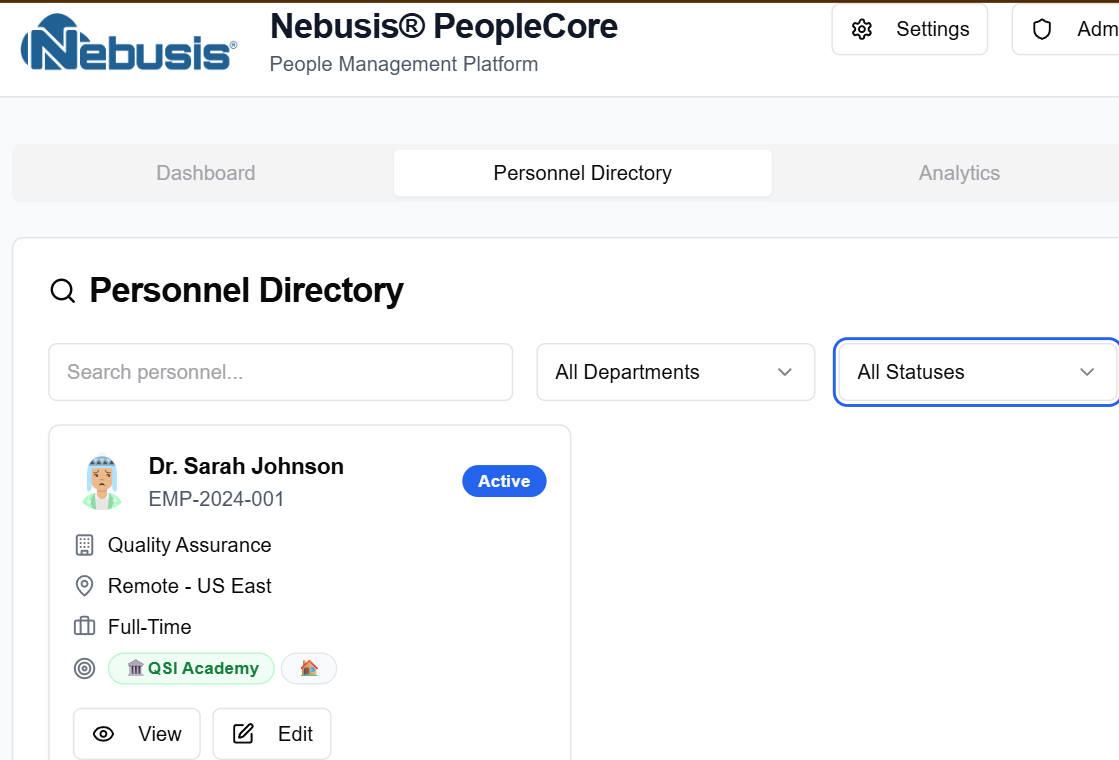 Nebusis®
Nebusis® PeopleCore
People Management Platform
Settings
Adm
Dashboard
Personnel Directory
Analytics
Personnel Directory
Search personnel...
All Departments
All Statuses
Dr. Sarah Johnson
EMP-2024-001
Active
Quality Assurance
Remote - US East
Full-Time
QSI Academy
View
Edit